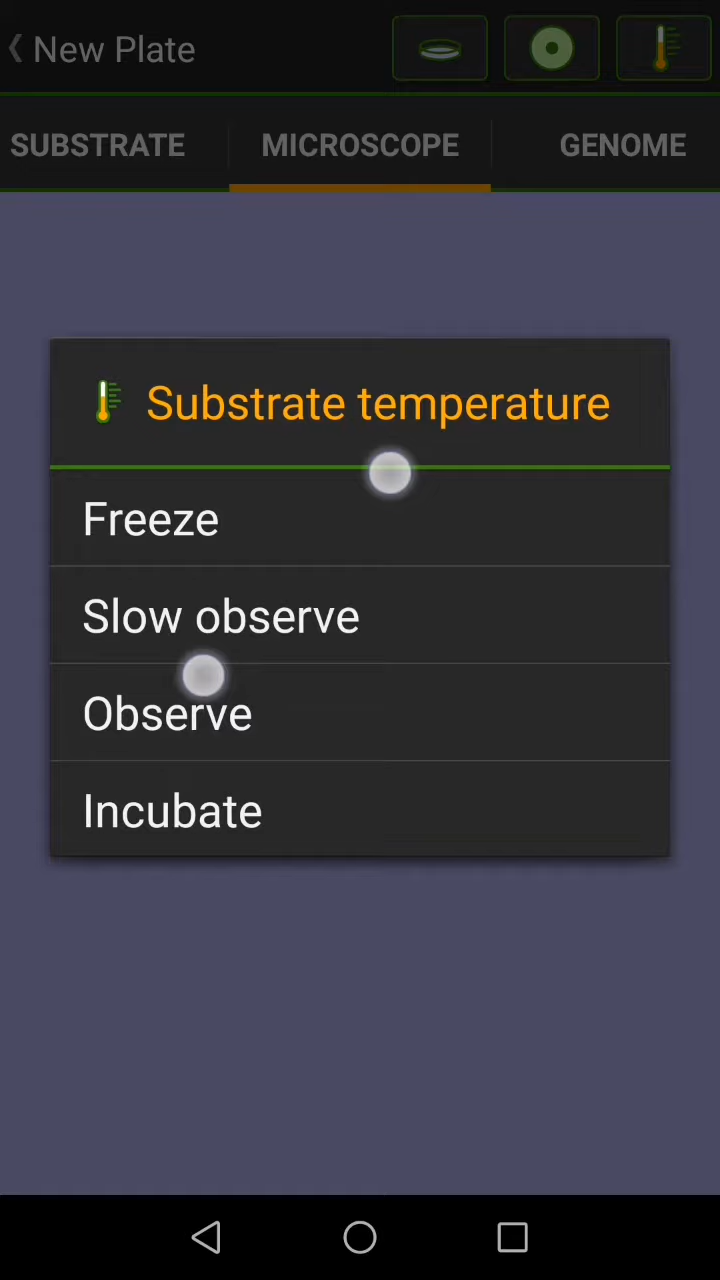 New Plate
SUBSTRATE MICROSCOPE GENOME
Substrate temperature
Freeze
Slow observe
Observe
Incubate